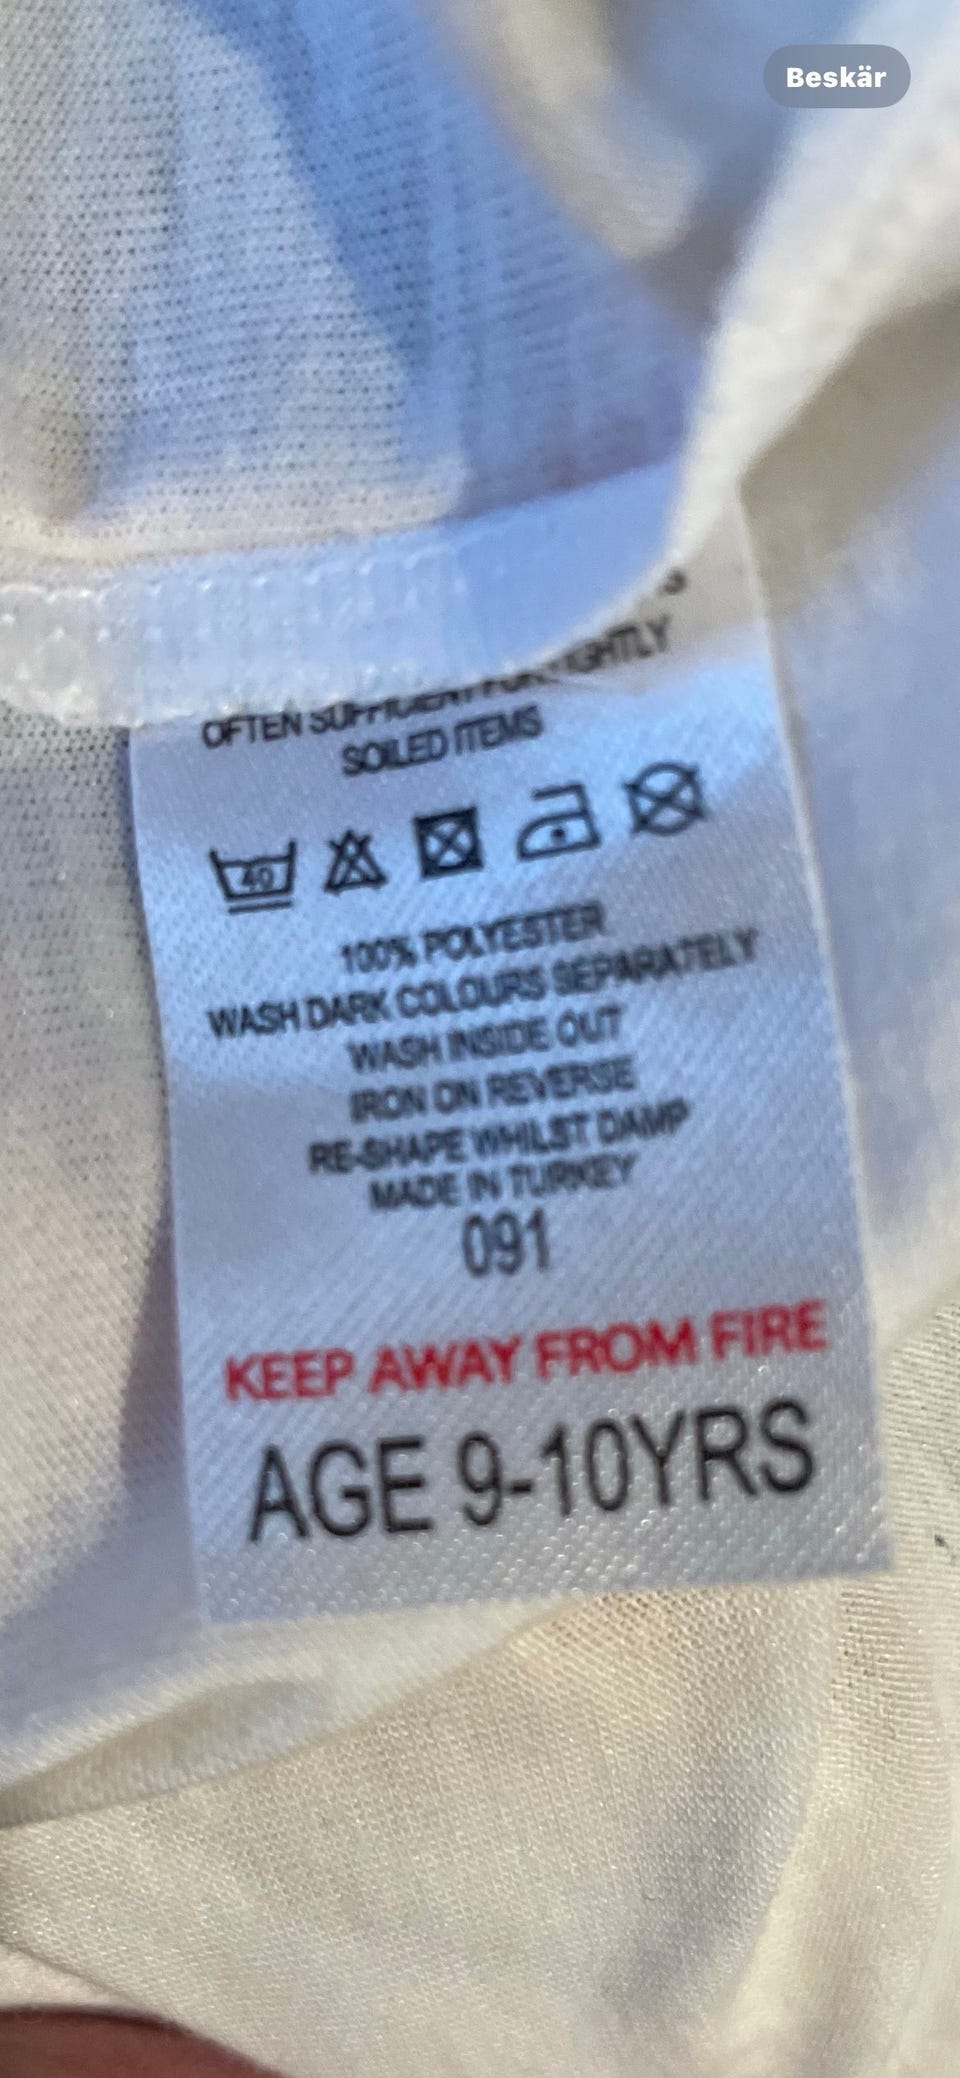 Beskär
LIGHTLY
OFTEN SUFFICIENT FOR
SOILED ITEMS
40
100% POLYESTER
WASH DARK COLOURS SEPARATELY
WASH INSIDE OUT
IRON ON REVERSE
RE-SHAPE WHILST DAMP
MADE IN TURKEY
091
KEEP AWAY FROM FIRE
AGE 9-10YRS